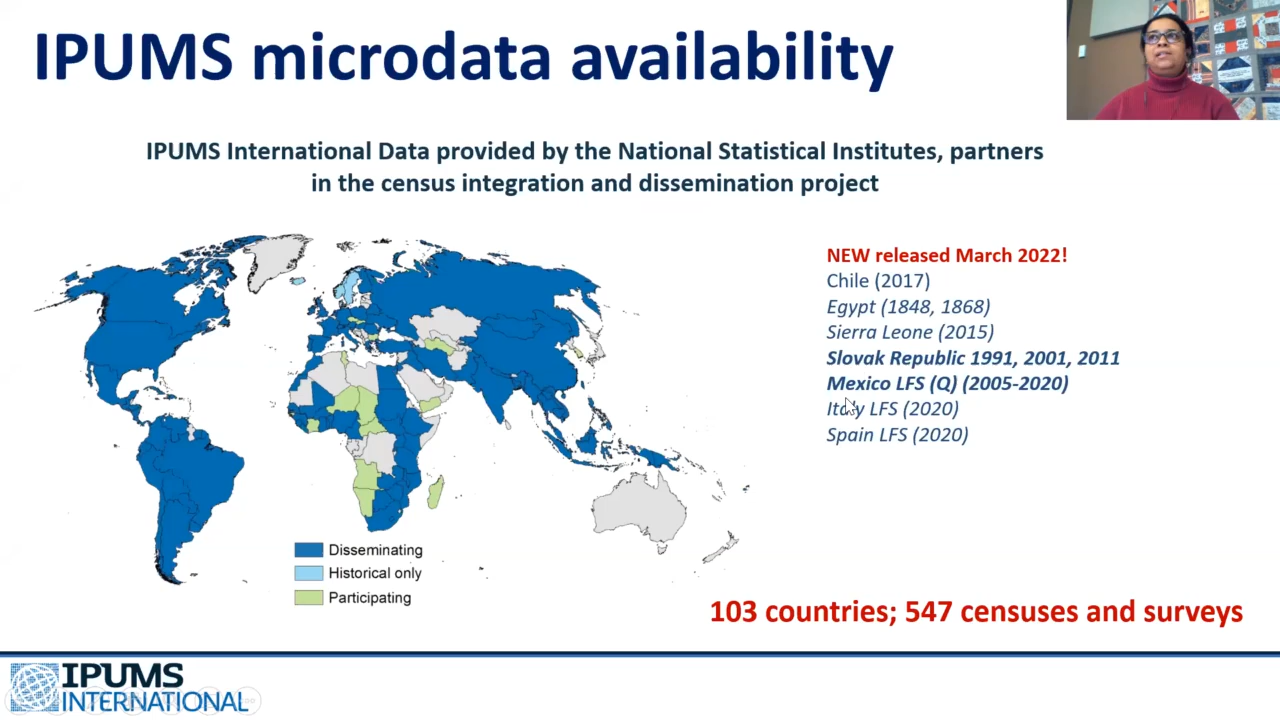 IPUMS microdata availability
IPUMS International Data provided by the National Statistical Institutes, partners
in the census integration and dissemination project
NEW released March 2022!
Chile (2017)
Egypt (1848, 1868)
Sierra Leone (2015)
Slovak Republic 1991, 2001, 2011
Mexico LFS (Q) (2005-2020)
Italy LFS (2020)
Spain LFS (2020)
Disseminating
Historical only
Participating
103 countries; 547 censuses and surveys
IPUMS
INTERNATIONAL